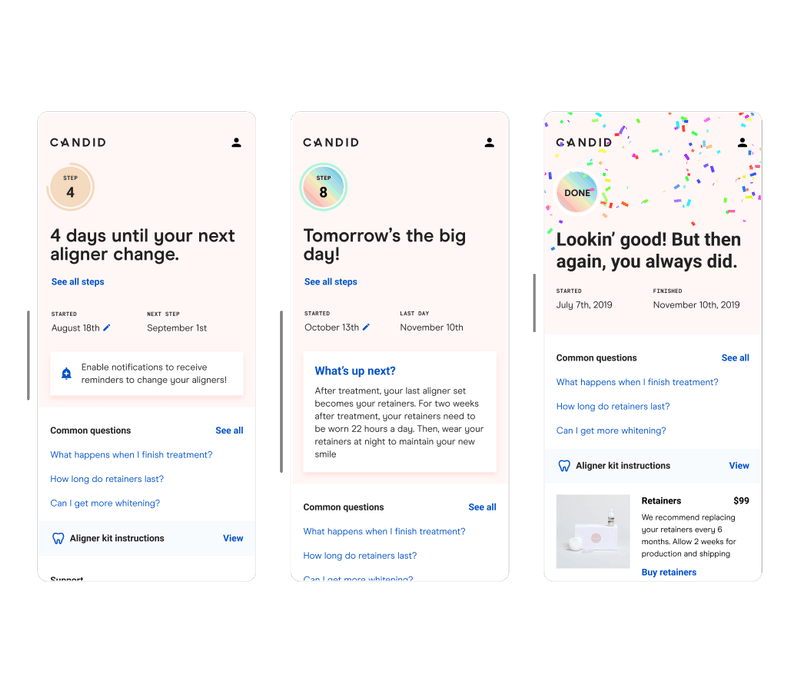 CANDID
STEP
4
4 days until your next
aligner change.
See all steps
STARTED
NEXT STEP
August 18th
September 1st
Enable notifications to receive
reminders to change your aligners!
Common questions
See all
What happens when I finish treatment?
How long do retainers last?
Can I get more whitening?
Aligner kit instructions
View
Support
CANDID
STEP
8
Tomorrow's the big
day!
See all steps
STARTED
LAST DAY
October 13th
November 10th
What's up next?
After treatment, your last aligner set
becomes your retainers. For two weeks
after treatment, your retainers need to
be worn 22 hours a day. Then, wear your
retainers at night to maintain your new
smile
Common questions
See all
What happens when I finish treatment?
How long do retainers last?
Can I get more whitening?
CANDID
DONE
Lookin' good! But then
again, you always did.
STARTED
FINISHED
July 7th, 2019
November 10th, 2019
Common questions
See all
What happens when I finish treatment?
How long do retainers last?
Can I get more whitening?
Aligner kit instructions
View
Retainers
$99
We recommend replacing
your retainers every 6
months. Allow 2 weeks for
production and shipping
Buy retainers